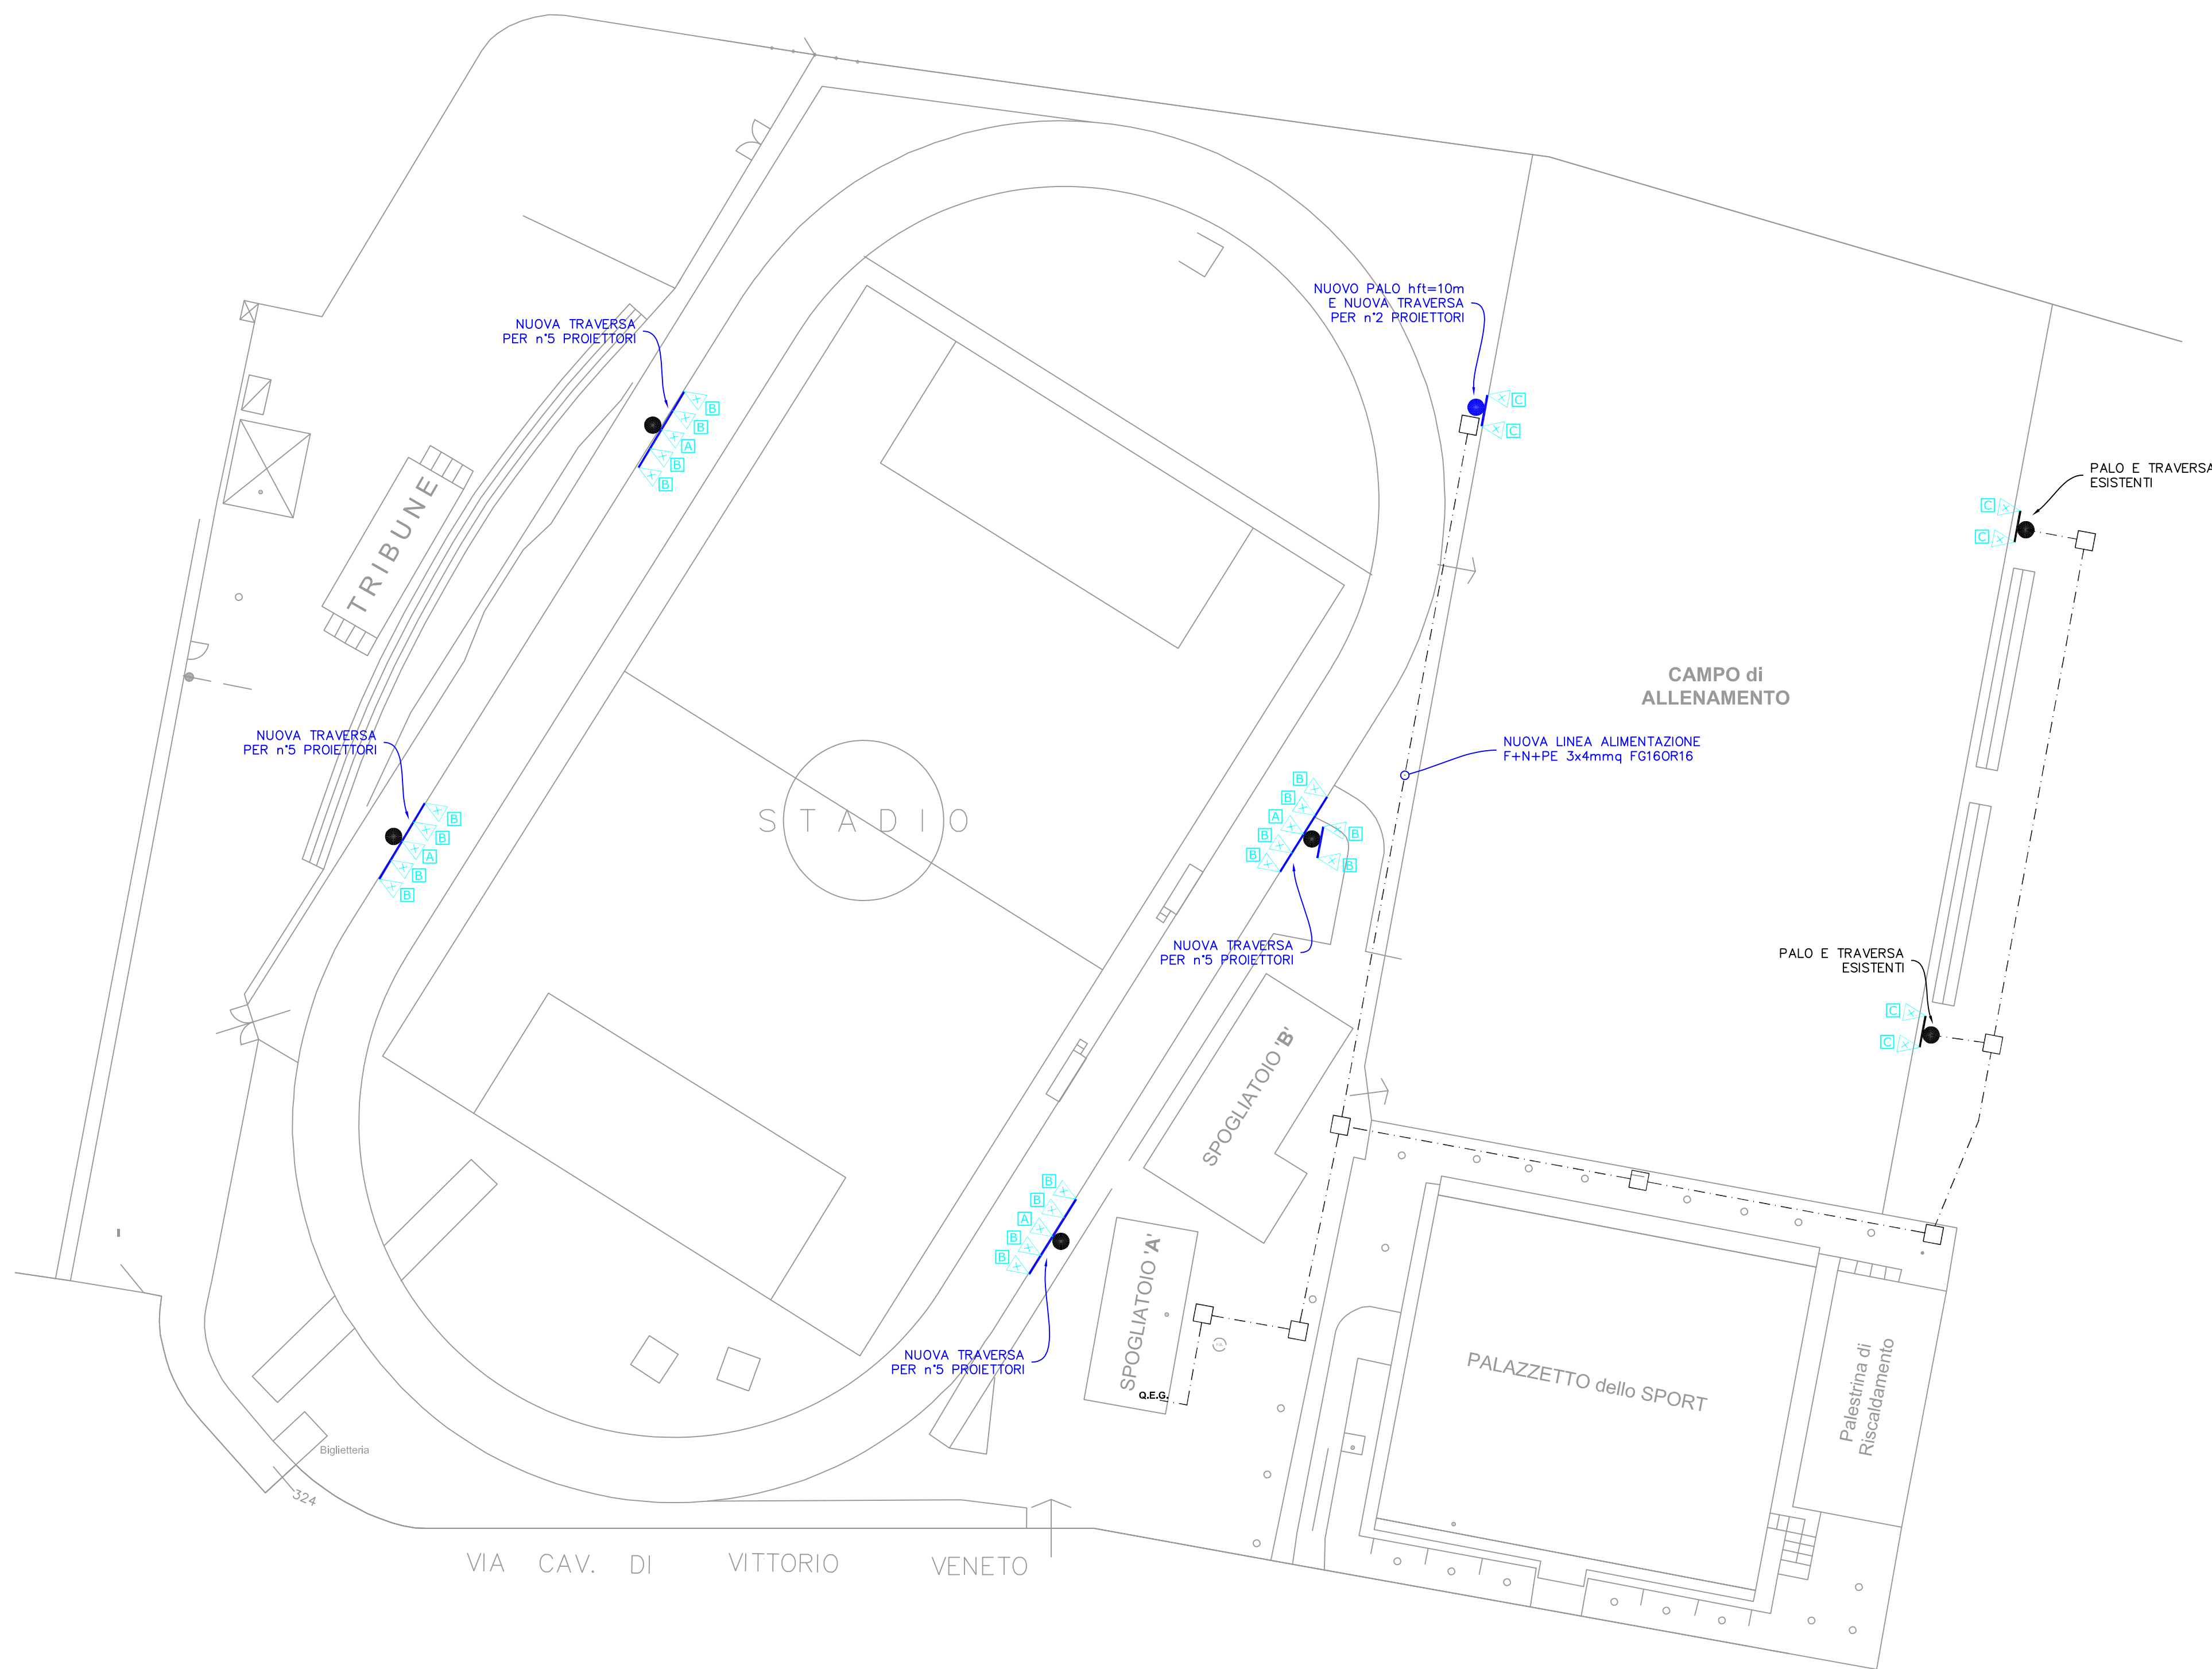 NUOVO PALO hft=10m
E NUOVA TRAVERSA
PER n°2 PROIETTORI
NUOVA TRAVERSA
PER n°5 PROIETTORI
B
B
A
B
B
C
C
PALO E TRAVERSA
ESISTENTI
C
C
TRIBUNE
CAMPO di
ALLENAMENTO
NUOVA TRAVERSA
PER n°5 PROIETTORI
B
B
A
B
B
STADIO
NUOVA LINEA ALIMENTAZIONE
F+N+PE 3x4mmq FG16OR16
B
B
A
B
B
B
B
NUOVA TRAVERSA
PER n°5 PROIETTORI
PALO E TRAVERSA
ESISTENTI
C
C
SPOGLIATOIO 'B'
B
B
A
B
B
SPOGLIATOIO 'A'
NUOVA TRAVERSA
PER n°5 PROIETTORI
Q.E.G.
PALAZZETTO dello SPORT
Palestrina di
Riscaldamento
Biglietteria
324
VIA CAV. DI VITTORIO VENETO